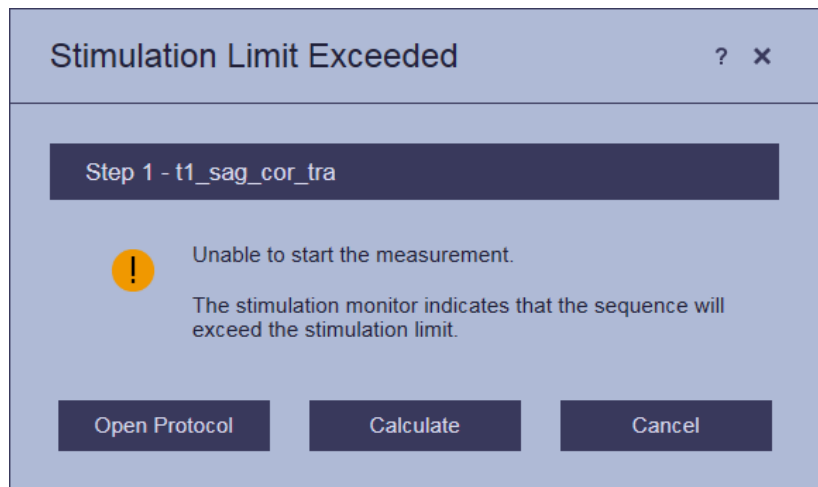 Stimulation Limit Exceeded ?
Step 1 - t1_sag_cor_tra
!
Unable to start the measurement.
The stimulation monitor indicates that the sequence will
exceed the stimulation limit.
Open Protocol Calculate Cancel